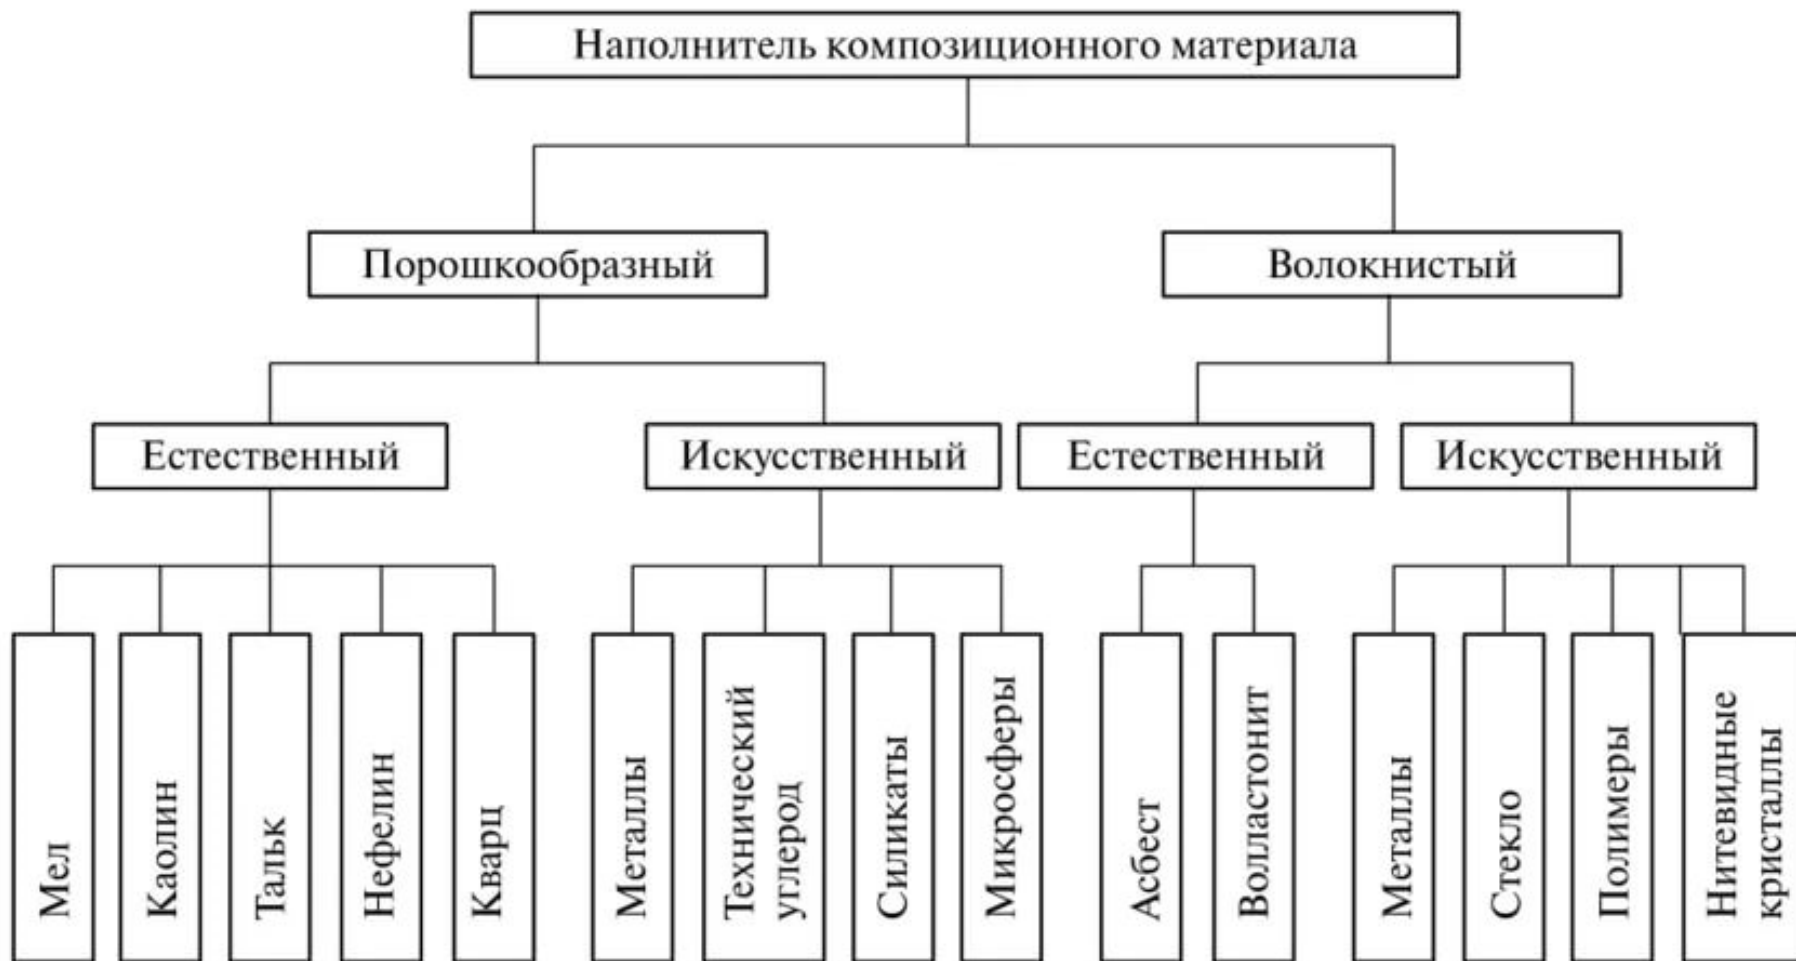 Наполнитель композиционного материала
Порошкообразный
Волокнистый
Естественный
Искусственный
Естественный
Искусственный
Мел
Каолин
Тальк
Нефелин
Кварц
Металлы
Технический
углерод
Силикаты
Микросферы
Асбест
Волластонит
Металлы
Стекло
Полимеры
Нитевидные
кристаллы